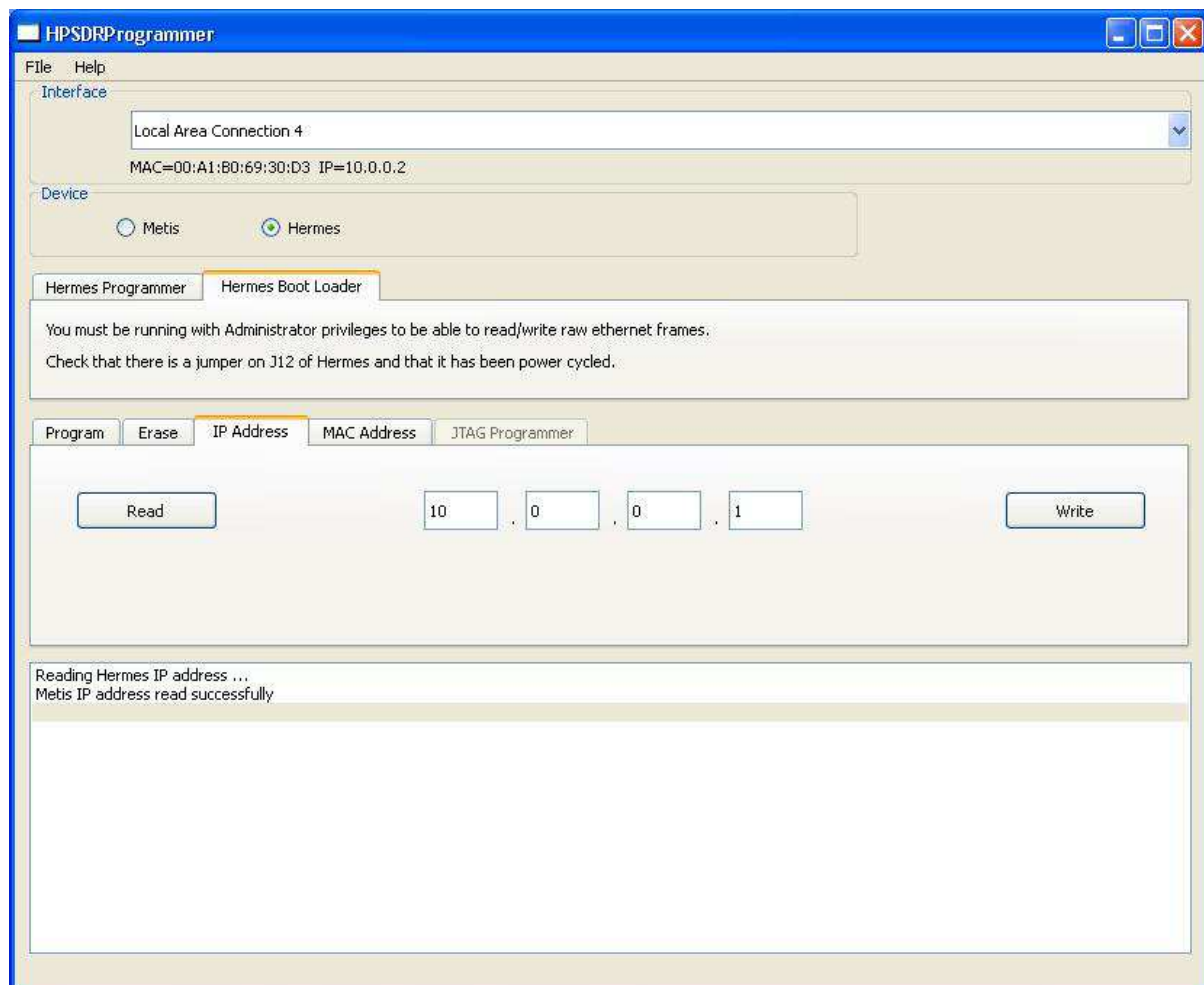 HPSDRProgrammer
FIle Help
Interface
Local Area Connection 4
MAC=00:A1:B0:69:30:D3 IP=10.0.0.2
Device
Metis Hermes
Hermes Programmer Hermes Boot Loader
You must be running with Administrator privileges to be able to read/write raw ethernet frames.
Check that there is a jumper on J12 of Hermes and that it has been power cycled.
Program Erase IP Address MAC Address JTAG Programmer
Read 10 . 0 . 0 . 1 Write
Reading Hermes IP address ...
Metis IP address read successfully